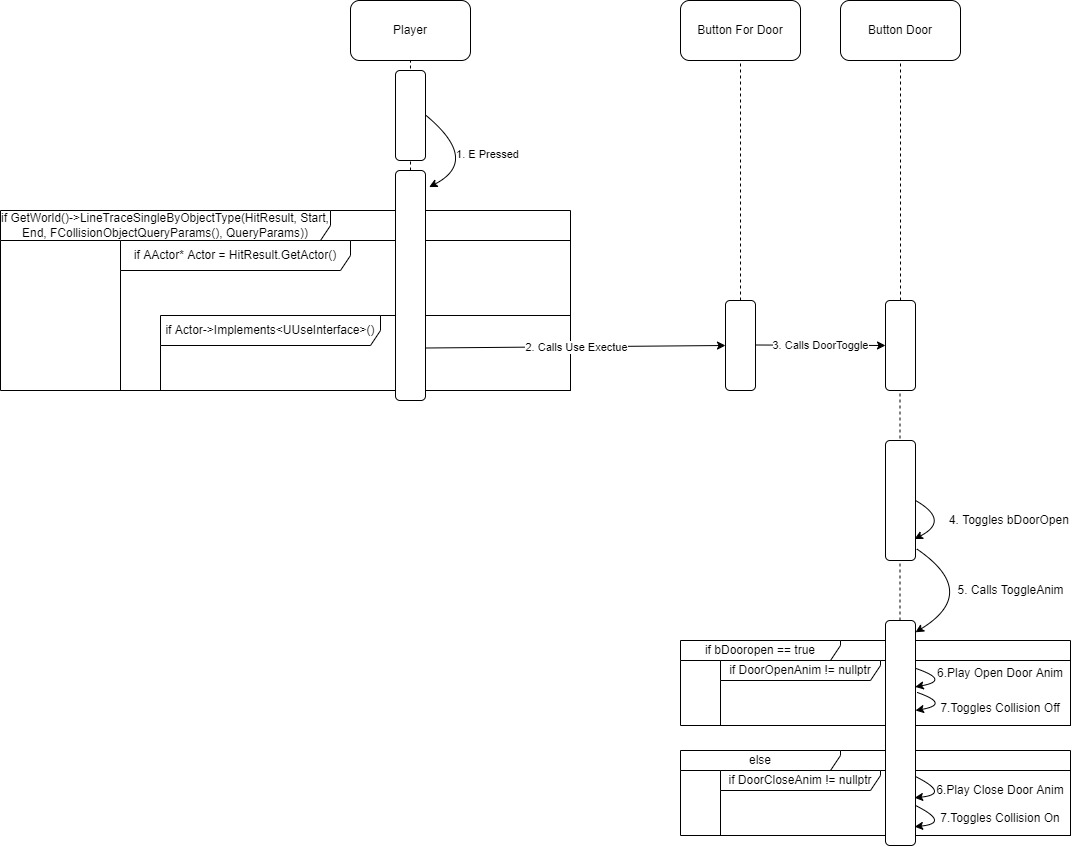 Player
Button For Door
Button Door
1. E Pressed
if GetWorld()->LineTraceSingleByObjectType(HitResult, Start,
End, FCollisionObjectQueryParams(), QueryParams))
if AActor* Actor = HitResult.GetActor()
if Actor->Implements<UUseInterface>()
2. Calls Use Exectue
3. Calls DoorToggle
4. Toggles bDoorOpen
5. Calls ToggleAnim
if bDooropen == true
if DoorOpenAnim != nullptr
6.Play Open Door Anim
7.Toggles Collision Off
else
if DoorCloseAnim != nullptr
6.Play Close Door Anim
7.Toggles Collision On